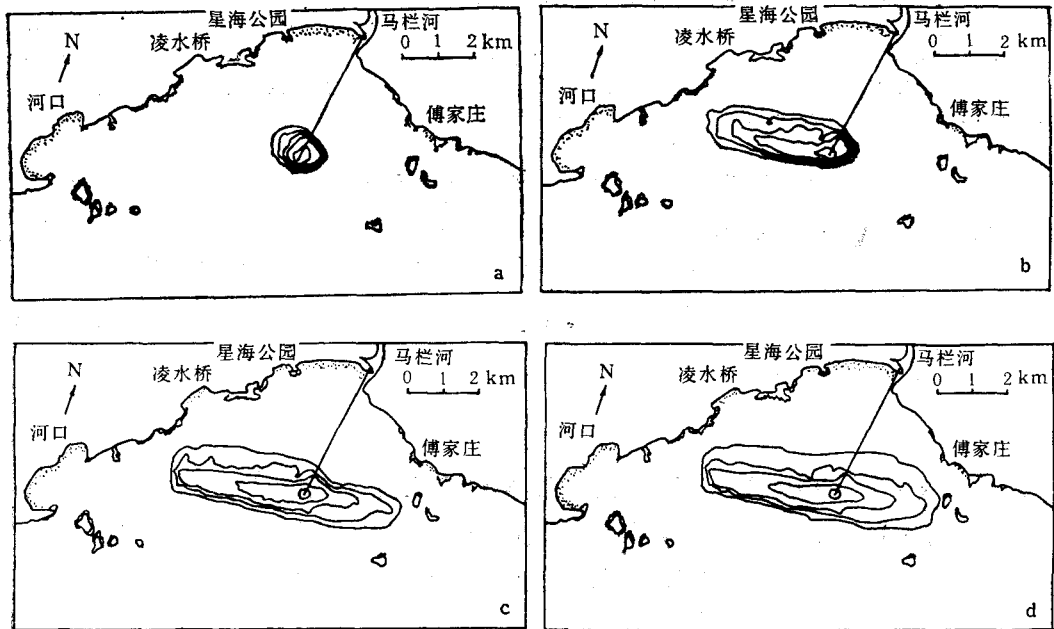 星海公园
马栏河
凌水桥
N
0 1 2 km
河口
傅家庄
a
星海公园
马栏河
凌水桥
N
0 1 2 km
河口
傅家庄
b
星海公园
马栏河
凌水桥
N
0 1 2 km
河口
傅家庄
c
星海公园
马栏河
凌水桥
N
0 1 2 km
河口
傅家庄
d